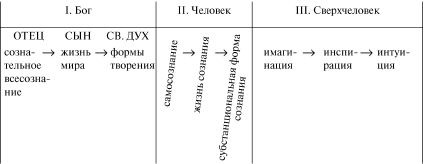 I. Бог
II. Человек
III. Сверхчеловек
ОТЕЦ СЫН СВ. ДУХ
созна- → жизнь → формы
тельное мира творения
всесозна-
ние
самосознание
→
жизнь сознания
→
субстанциональная форма
сознания
имаги- → инспи- → интуи-
нация рация ция